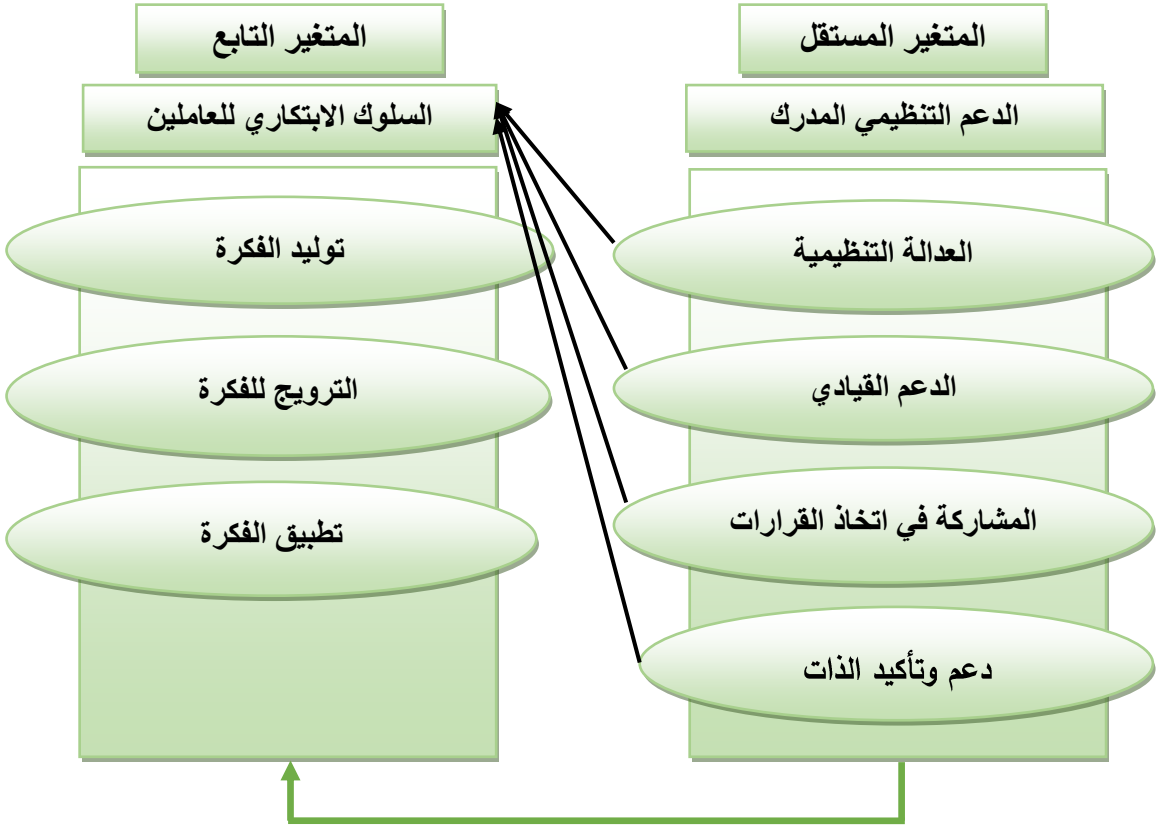 المتغير المستقل
الدعم التنظيمي المدرك
العدالة التنظيمية
الدعم القيادي
المشاركة في اتخاذ القرارات
دعم وتأكيد الذات
المتغير التابع
السلوك الابتكاري للعاملين
توليد الفكرة
الترويج للفكرة
تطبيق الفكرة